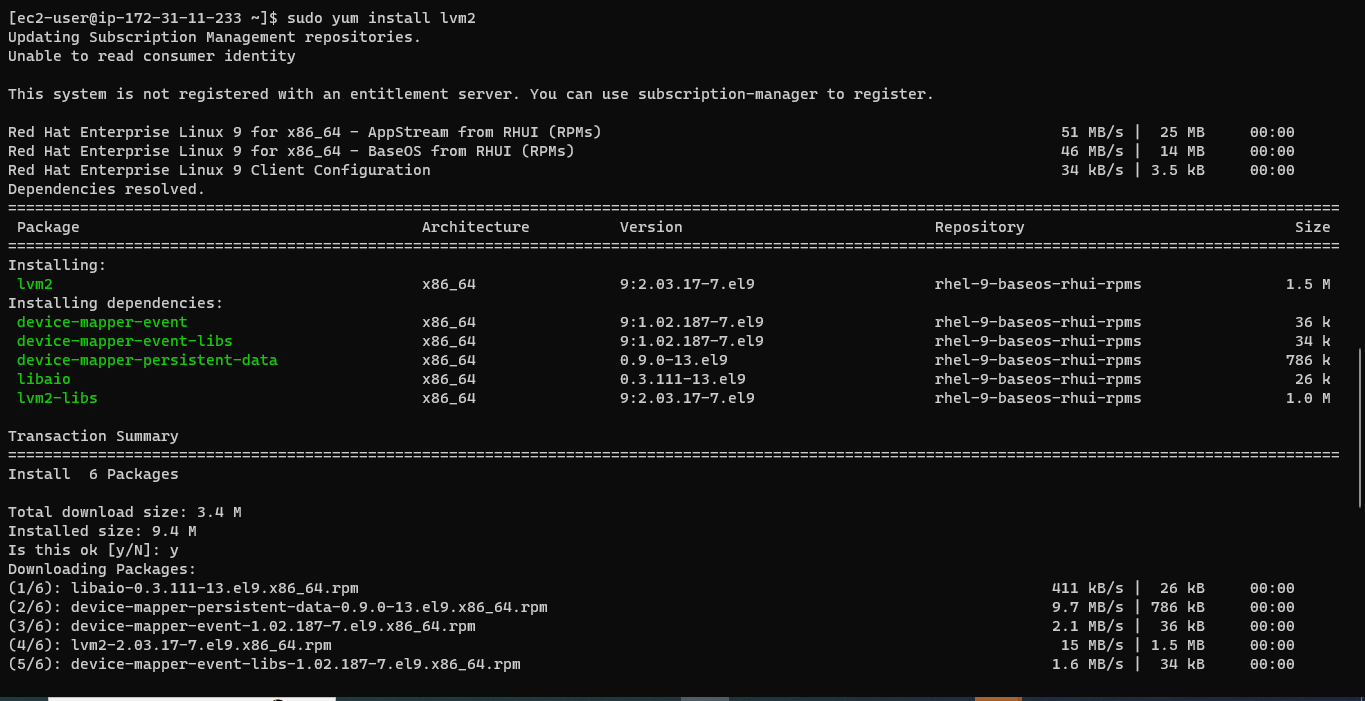 [ec2-user@ip-172-31-11-233 ~]$ sudo yum install lvm2
Updating Subscription Management repositories.
Unable to read consumer identity
This system is not registered with an entitlement server. You can use subscription-manager to register.
Red Hat Enterprise Linux 9 for x86_64 - AppStream from RHUI (RPMs) 51 MB/s | 25 MB 00:00
Red Hat Enterprise Linux 9 for x86_64 - BaseOS from RHUI (RPMs) 46 MB/s | 14 MB 00:00
Red Hat Enterprise Linux 9 Client Configuration 34 kB/s | 3.5 kB 00:00
Dependencies resolved.
====================================================================================================================================================
Package Architecture Version Repository Size
====================================================================================================================================================
Installing:
lvm2 x86_64 9:2.03.17-7.el9 rhel-9-baseos-rhui-rpms 1.5 M
Installing dependencies:
device-mapper-event x86_64 9:1.02.187-7.el9 rhel-9-baseos-rhui-rpms 36 k
device-mapper-event-libs x86_64 9:1.02.187-7.el9 rhel-9-baseos-rhui-rpms 34 k
device-mapper-persistent-data x86_64 0.9.0-13.el9 rhel-9-baseos-rhui-rpms 786 k
libaio x86_64 0.3.111-13.el9 rhel-9-baseos-rhui-rpms 26 k
lvm2-libs x86_64 9:2.03.17-7.el9 rhel-9-baseos-rhui-rpms 1.0 M
Transaction Summary
====================================================================================================================================================
Install 6 Packages
Total download size: 3.4 M
Installed size: 9.4 M
Is this ok [y/N]: y
Downloading Packages:
(1/6): libaio-0.3.111-13.el9.x86_64.rpm 411 kB/s | 26 kB 00:00
(2/6): device-mapper-persistent-data-0.9.0-13.el9.x86_64.rpm 9.7 MB/s | 786 kB 00:00
(3/6): device-mapper-event-1.02.187-7.el9.x86_64.rpm 2.1 MB/s | 36 kB 00:00
(4/6): lvm2-2.03.17-7.el9.x86_64.rpm 15 MB/s | 1.5 MB 00:00
(5/6): device-mapper-event-libs-1.02.187-7.el9.x86_64.rpm 1.6 MB/s | 34 kB 00:00